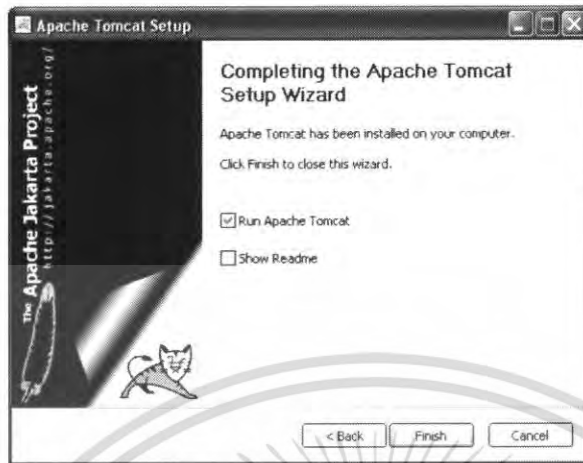 Apache Tomcat Setup
The Apache Jakarta Project
http://jakarta.apache.org/
Completing the Apache Tomcat
Setup Wizard
Apache Tomcat has been installed on your computer.
Click Finish to close this wizard.
Run Apache Tomcat
Show Readme
< Back
Finish
Cancel